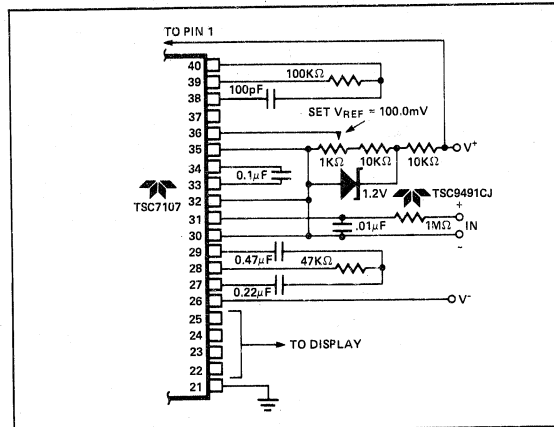 TO PIN 1
40
39
38
37
36
35
34
33
32
31
30
29
28
27
26
25
24
23
22
21
100KΩ
100pF
SET VREF = 100.0mV
1KΩ
10KΩ
10KΩ
V+
0.1μF
1.2V
TSC9491CJ
TSC7107
+
.01μF
1MΩ
IN
-
0.47μF
47KΩ
0.22μF
V-
TO DISPLAY